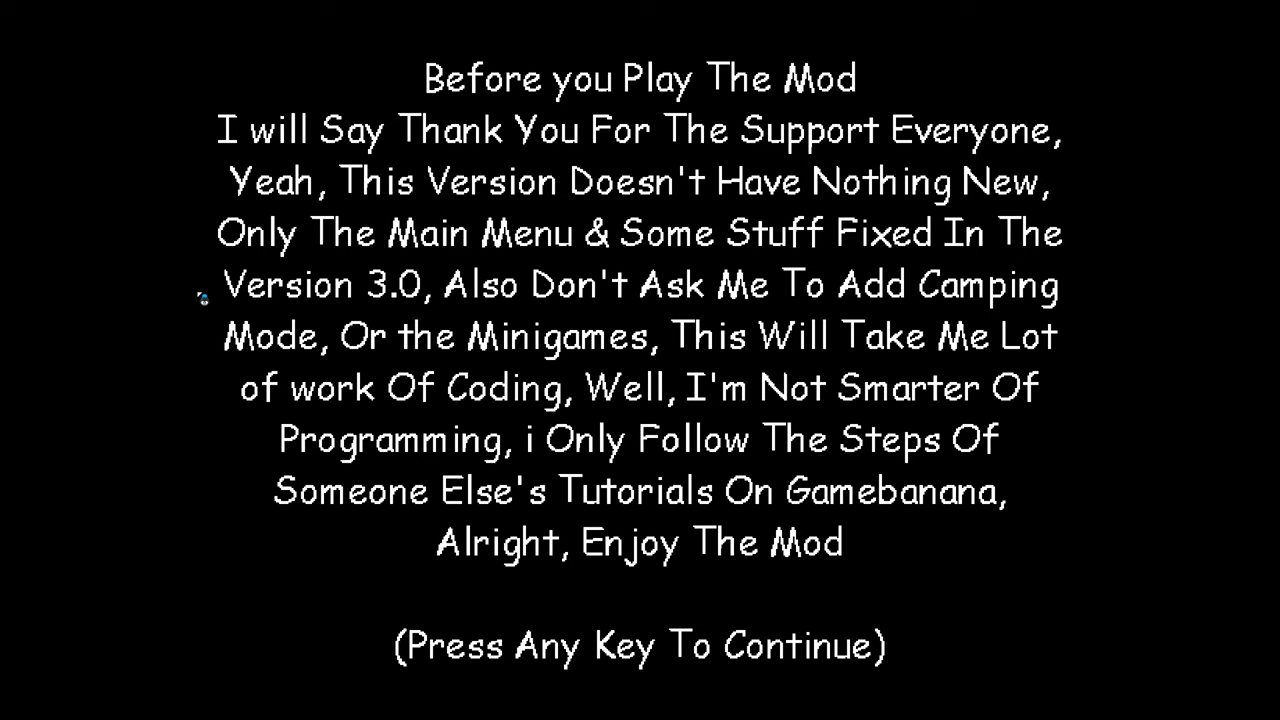 Before you Play The Mod
I will Say Thank You For The Support Everyone,
Yeah, This Version Doesn't Have Nothing New,
Only The Main Menu & Some Stuff Fixed In The
Version 3.0, Also Don't Ask Me To Add Camping
Mode, Or the Minigames, This Will Take Me Lot
of work Of Coding, Well, I'm Not Smarter Of
Programming, i Only Follow The Steps Of
Someone Else's Tutorials On Gamebanana,
Alright, Enjoy The Mod
(Press Any Key To Continue)